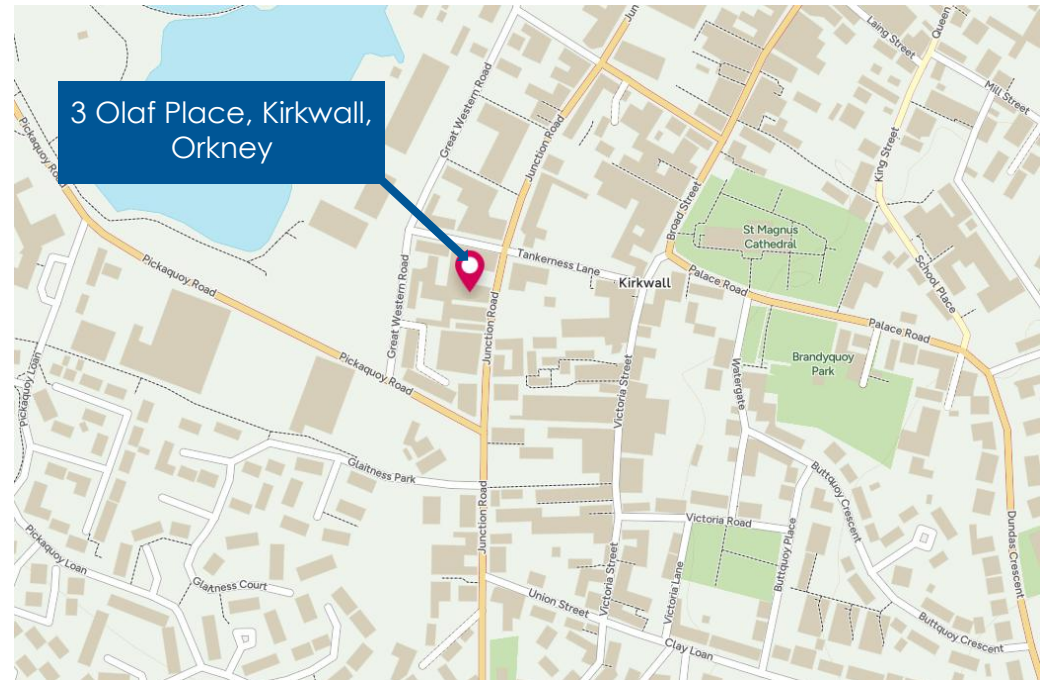 3 Olaf Place, Kirkwall,
Orkney
Pickaquoy Road
Great Western Road
Junction Road
Jun
Laing Street
Queen
Mill Street
King Street
School Place
Broad Street
St Magnus
Cathedral
Tankerness Lane
Kirkwall
Palace Road
Palace Road
Brandyquoy
Park
Watergate
Pickaquoy Road
Great Western Road
Junction Road
Pickaquoy Road
Pickaquoy Loan
Victoria Street
Glaitness Park
Buttquoy Crescent
Victoria Road
Buttquoy Place
Dundas Crescent
Junction Road
Pickaquoy Loan
Glaitness Court
Union Street
Victoria Street
Victoria Lane
Clay Loan
Buttquoy Crescent